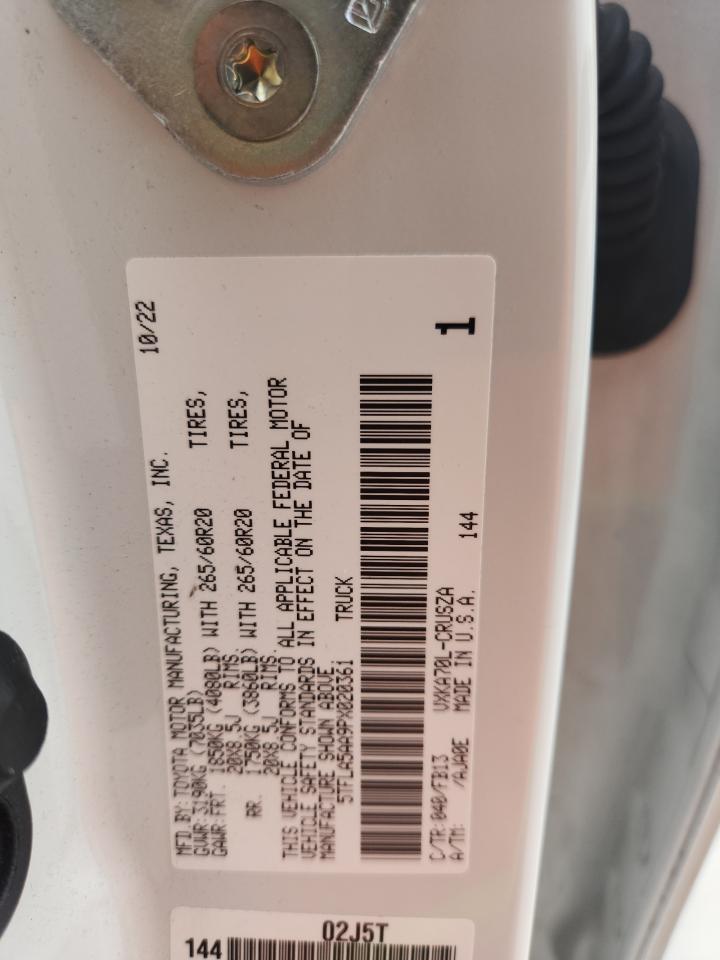 10/22
MFD.BY:TOYOTA MOTOR MANUFACTURING, TEXAS, INC.
GVWR:3190KG (7035LB)
GAWR:FRT. 1850KG (4080LB) WITH 265/60R20 TIRES,
20X8.5J RIMS.
RR. 1750KG (3860LB) WITH 265/60R20 TIRES,
20X8.5J RIMS.
THIS VEHICLE CONFORMS TO ALL APPLICABLE FEDERAL MOTOR
VEHICLE SAFETY STANDARDS IN EFFECT ON THE DATE OF
MANUFACTURE SHOWN ABOVE.
5TFLA5AA9PX020361 TRUCK
C/TR:040/FB13 VXKA70L-CRUSZA 144
A/TM: /AJA0E MADE IN U.S.A.
1
02J5T
144